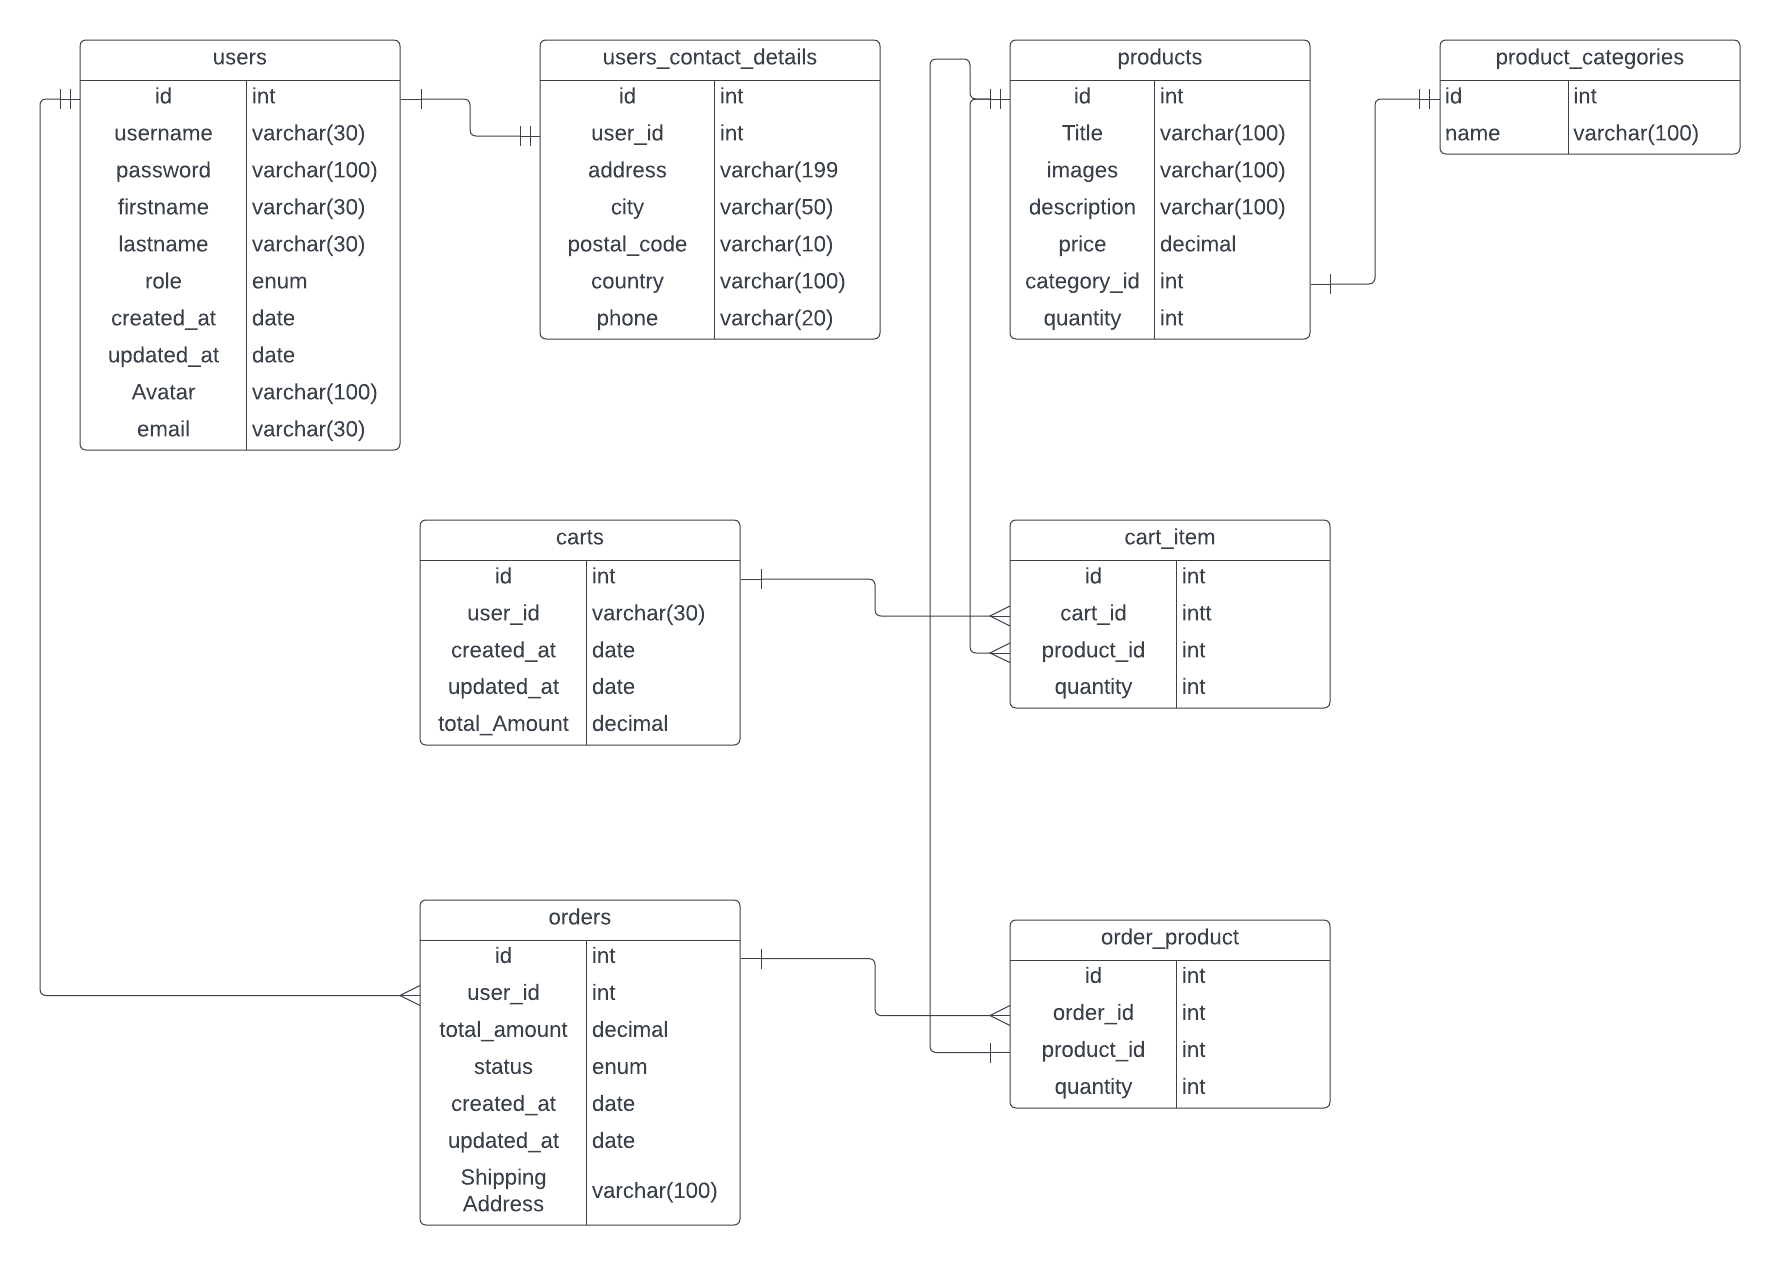 users
id int
username varchar(30)
password varchar(100)
firstname varchar(30)
lastname varchar(30)
role enum
created_at date
updated_at date
Avatar varchar(100)
email varchar(30)
users_contact_details
id int
user_id int
address varchar(199
city varchar(50)
postal_code varchar(10)
country varchar(100)
phone varchar(20)
products
id int
Title varchar(100)
images varchar(100)
description varchar(100)
price decimal
category_id int
quantity int
product_categories
id int
name varchar(100)
carts
id int
user_id varchar(30)
created_at date
updated_at date
total_Amount decimal
cart_item
id int
cart_id intt
product_id int
quantity int
orders
id int
user_id int
total_amount decimal
status enum
created_at date
updated_at date
Shipping
Address varchar(100)
order_product
id int
order_id int
product_id int
quantity int